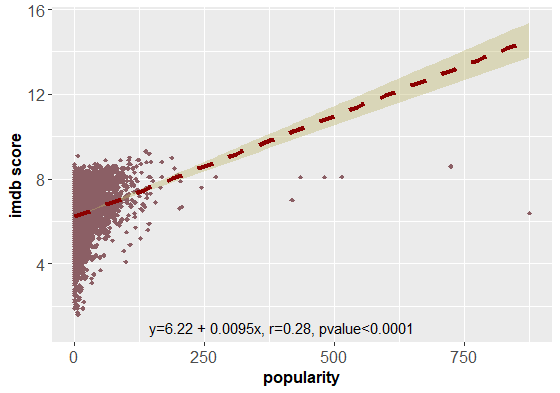 16
12
8
4
imdb score
y=6.22 + 0.0095x, r=0.28, pvalue<0.0001
0 250 500 750
popularity